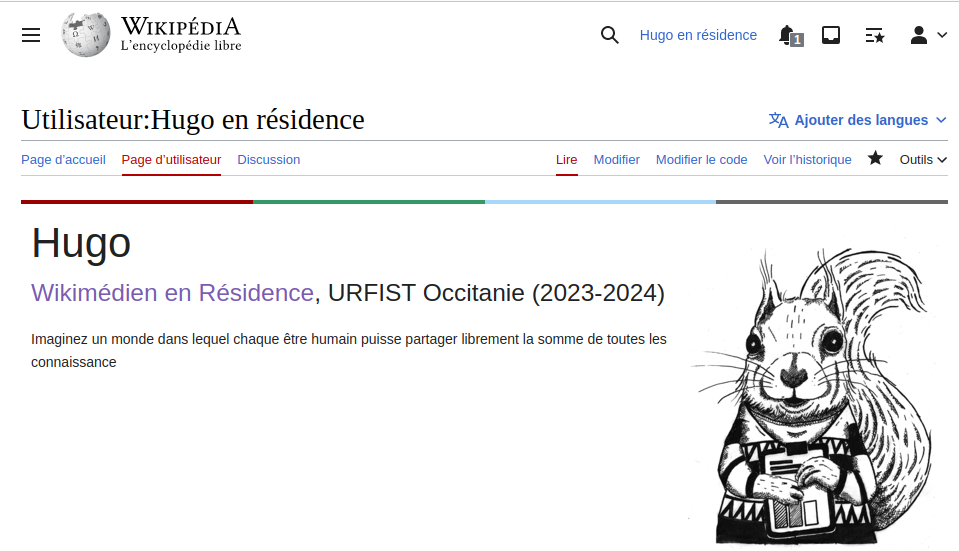 WIKIPÉDIA
L'encyclopédie libre
Hugo en résidence
1
Utilisateur:Hugo en résidence
Ajouter des langues
Page d’accueil Page d’utilisateur Discussion Lire Modifier Modifier le code Voir l’historique Outils
Hugo
Wikimédien en Résidence, URFIST Occitanie (2023-2024)
Imaginez un monde dans lequel chaque être humain puisse partager librement la somme de toutes les
connaissance